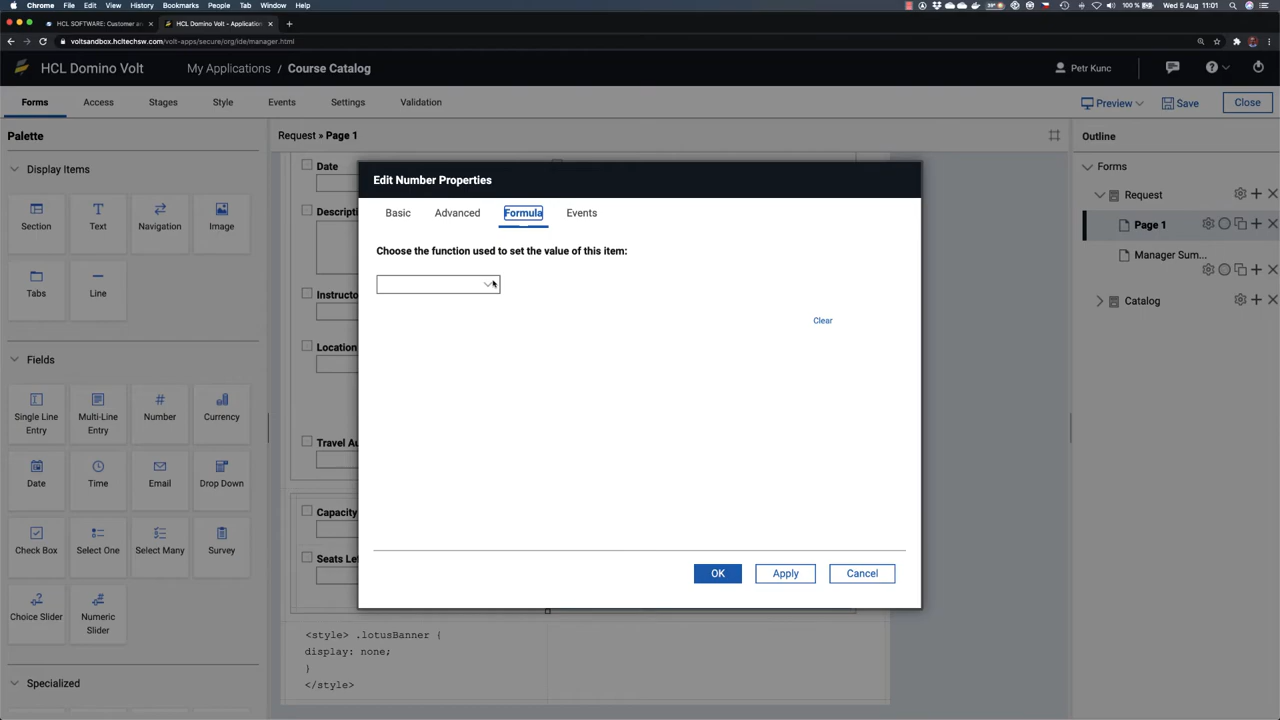 Chrome File Edit View History Bookmarks People Tab Window Help 100 % Wed 5 Aug 11:01
HCL SOFTWARE: Customer an
HCL Domino Volt - Application
voltsandbox.hcltechsw.com/volt-apps/secure/org/ide/manager.html
HCL Domino Volt My Applications / Course Catalog Petr Kunc
Forms Access Stages Style Events Settings Validation Preview Save Close
Palette
Display Items
Section Text Navigation Image
Tabs Line
Fields
Single Line Entry
Multi-Line Entry
Number
Currency
Date Time Email Drop Down
Check Box Select One Select Many Survey
Choice Slider
Numeric Slider
Specialized
Request » Page 1
Date
Descripti
Instructo
Location
Travel Au
Capacity
Seats Le
<style> .lotusBanner {
display: none;
}
</style>
Edit Number Properties
Basic Advanced Formula Events
Choose the function used to set the value of this item:
Clear
OK Apply Cancel
Outline
Forms
Request
Page 1
Manager Sum...
Catalog